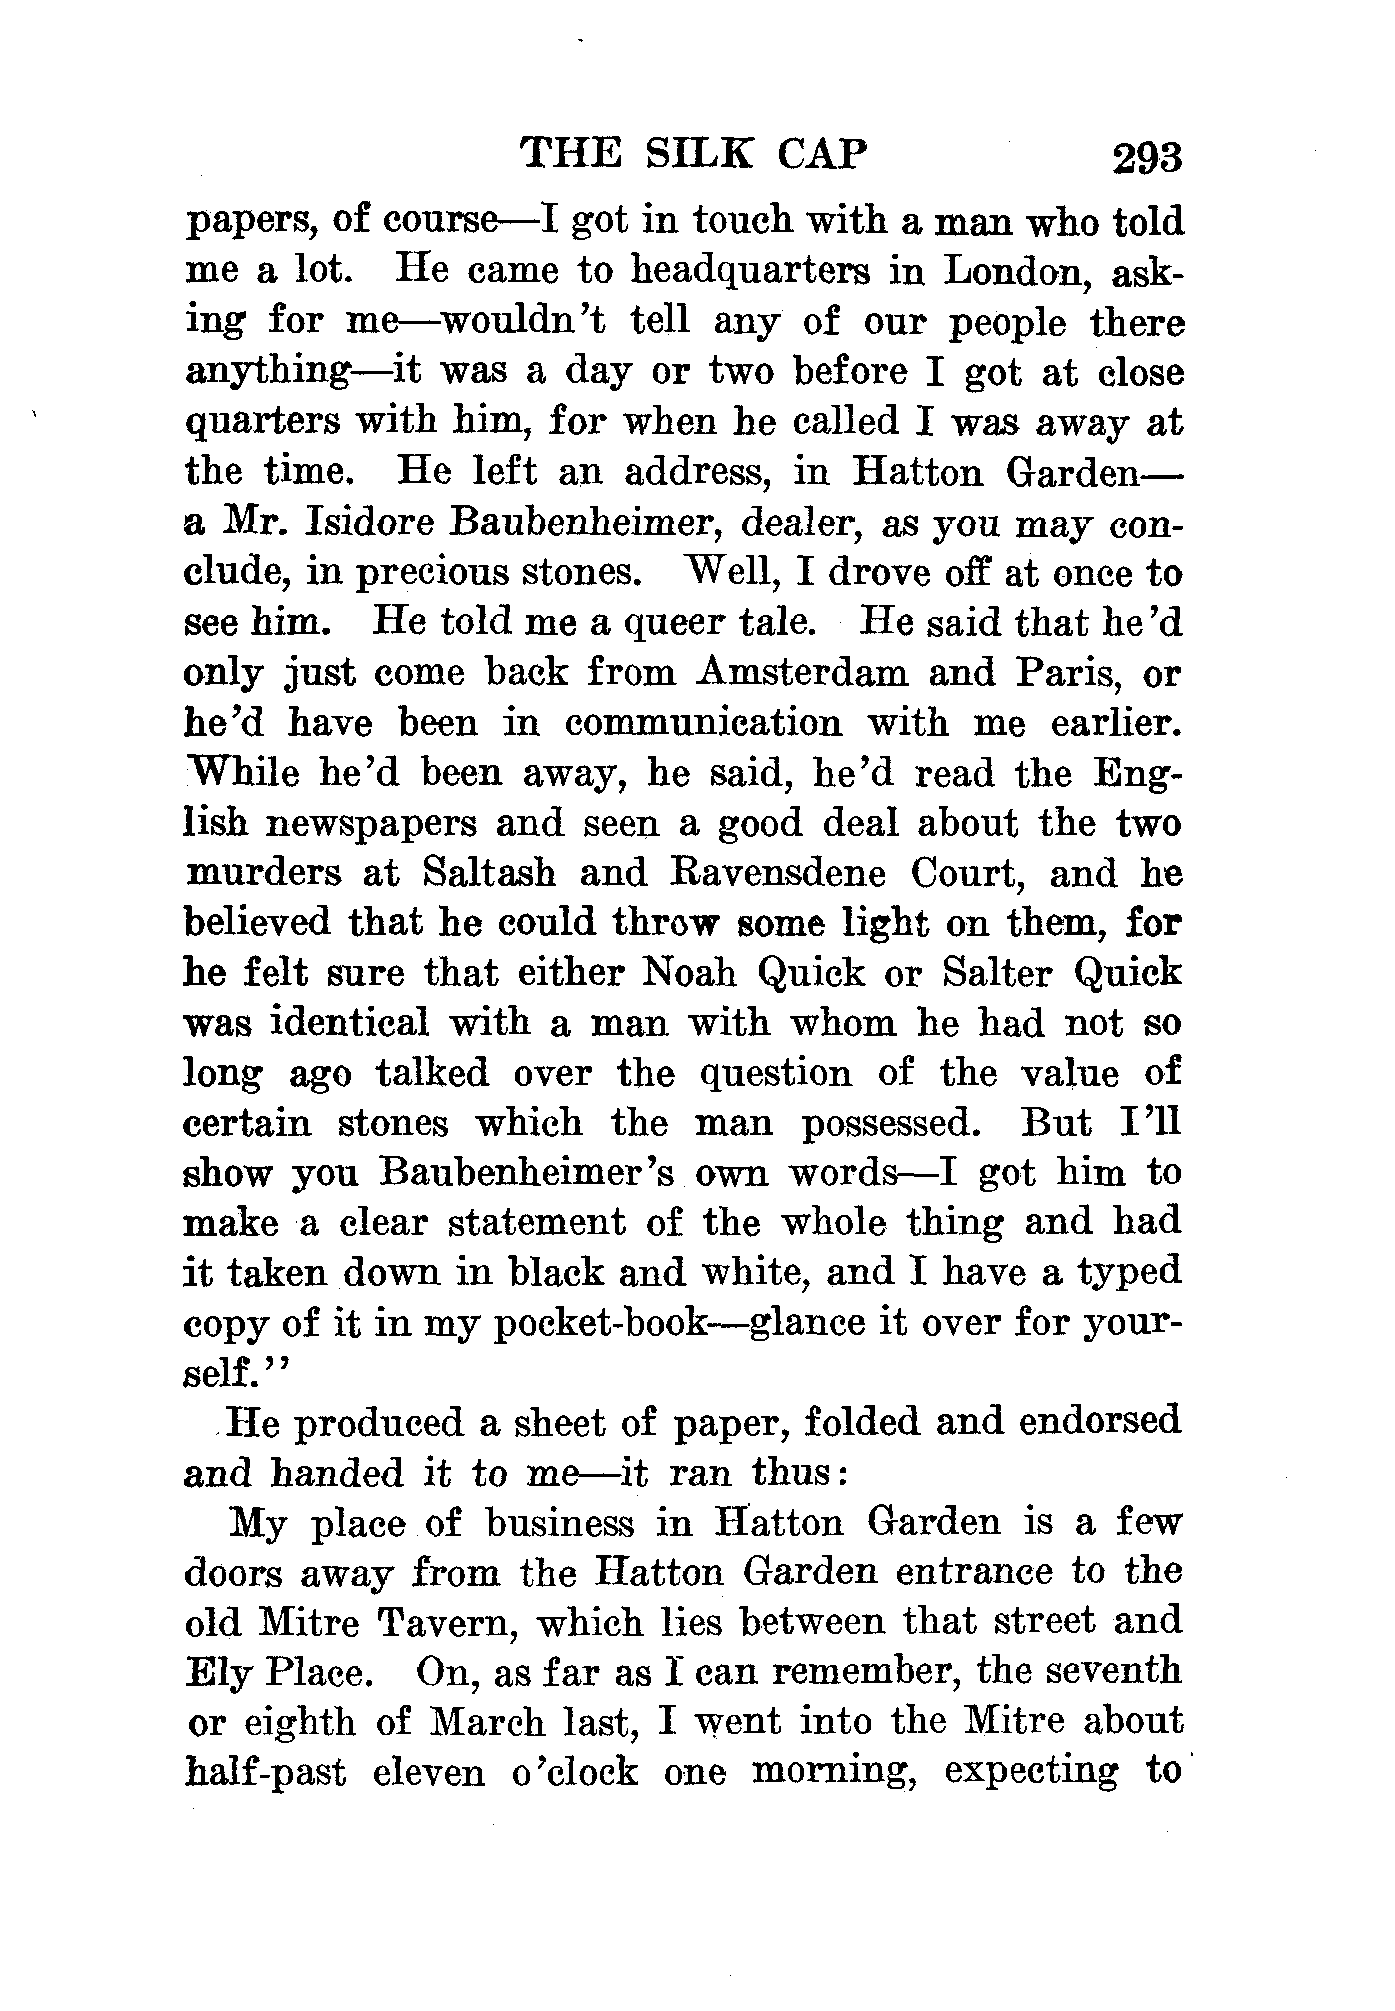 THE SILK CAP 293
papers, of course—I got in touch with a man who told
me a lot. He came to headquarters in London, ask-
ing for me—wouldn't tell any of our people there
anything—it was a day or two before I got at close
quarters with him, for when he called I was away at
the time. He left an address, in Hatton Garden—
a Mr. Isidore Baubenheimer, dealer, as you may con-
clude, in precious stones. Well, I drove off at once to
see him. He told me a queer tale. He said that he'd
only just come back from Amsterdam and Paris, or
he'd have been in communication with me earlier.
While he'd been away, he said, he'd read the Eng-
lish newspapers and seen a good deal about the two
murders at Saltash and Ravensdene Court, and he
believed that he could throw some light on them, for
he felt sure that either Noah Quick or Salter Quick
was identical with a man with whom he had not so
long ago talked over the question of the value of
certain stones which the man possessed. But I'll
show you Baubenheimer's own words—I got him to
make a clear statement of the whole thing and had
it taken down in black and white, and I have a typed
copy of it in my pocket-book—glance it over for your-
self."
He produced a sheet of paper, folded and endorsed
and handed it to me—it ran thus:
My place of business in Hatton Garden is a few
doors away from the Hatton Garden entrance to the
old Mitre Tavern, which lies between that street and
Ely Place. On, as far as I can remember, the seventh
or eighth of March last, I went into the Mitre about
half-past eleven o'clock one morning, expecting to